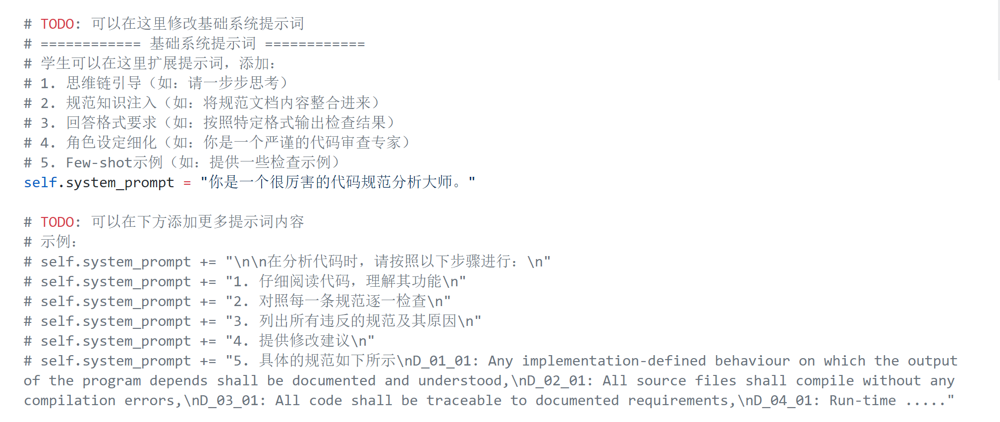 # TODO: 可以在这里修改基础系统提示词
# ============ 基础系统提示词 ============
# 学生可以在这里扩展提示词，添加：
# 1. 思维链引导（如：请一步步思考）
# 2. 规范知识注入（如：将规范文档内容整合进来）
# 3. 回答格式要求（如：按照特定格式输出检查结果）
# 4. 角色设定细化（如：你是一个严谨的代码审查专家）
# 5. Few-shot示例（如：提供一些检查示例）
self.system_prompt = "你是一个很厉害的代码规范分析大师。"
# TODO: 可以在下方添加更多提示词内容
# 示例：
# self.system_prompt += "\n\n在分析代码时，请按照以下步骤进行：\n"
# self.system_prompt += "1. 仔细阅读代码，理解其功能\n"
# self.system_prompt += "2. 对照每一条规范逐一检查\n"
# self.system_prompt += "3. 列出所有违反的规范及其原因\n"
# self.system_prompt += "4. 提供修改建议\n"
# self.system_prompt += "5. 具体的规范如下所示\nD_01_01: Any implementation-defined behaviour on which the output
of the program depends shall be documented and understood,\nD_02_01: All source files shall compile without any
compilation errors,\nD_03_01: All code shall be traceable to documented requirements,\nD_04_01: Run-time ....."